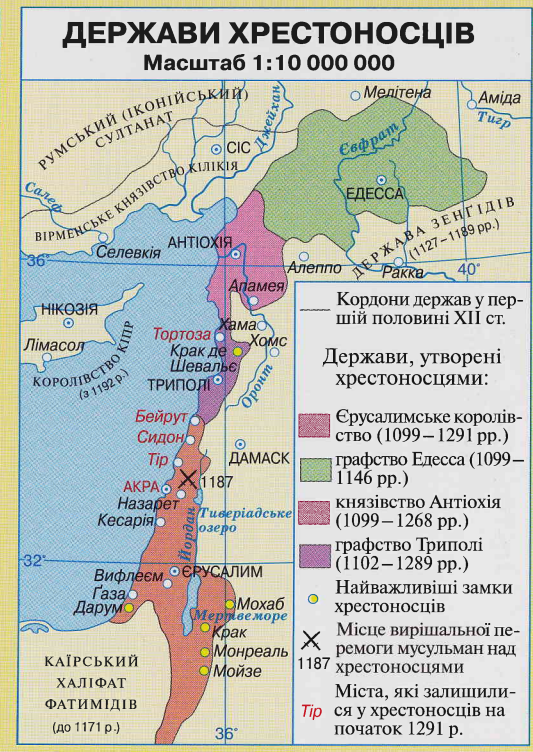 ДЕРЖАВИ ХРЕСТОНОСЦІВ
Масштаб 1:10 000 000
Мелітена
Аміда
Тигр
РУМСЬКИЙ (ІКОНІЙСЬКИЙ)
СУЛТАНАТ
Джейхан
СІС
Євфрат
ЕДЕССА
Салеф
ВІРМЕНСЬКЕ КНЯЗІВСТВО КІЛІКІЯ
Селевкія
АНТІОХІЯ
ДЕРЖАВА ЗЕНГІДІВ
(1127–1189 рр.)
36°
Алеппо
Ракка
40°
Апамея
НІКОЗІЯ
Лімасол
КОРОЛІВСТВО КІПР
(з 1192 р.)
Тортоза
Хама
Крак де
Шевальє
Хомс
ТРИПОЛІ
Оронт
Бейрут
Сидон
Тір
ДАМАСК
1187
АКРА
Назарет
Кесарія
Тиверіадське
озеро
Йордан
32°
ЄРУСАЛИМ
Вифлеєм
Ґаза
Дарум
Мохаб
Мертвеморе
Крак
Монреаль
Мойзе
КАЇРСЬКИЙ
ХАЛІФАТ
ФАТИМІДІВ
(до 1171 р.)
36°
Кордони держав у пер-
шій половині XII ст.
Держави, утворені
хрестоносцями:
Єрусалимське королів-
ство (1099–1291 рр.)
графство Едесса (1099–
1146 рр.)
князівство Антіохія
(1099–1268 рр.)
графство Триполі
(1102–1289 рр.)
Найважливіші замки
хрестоносців
Місце вирішальної пе-
ремоги мусульман над
1187 хрестоносцями
Міста, які залишили-
ся у хрестоносців на
Тір початок 1291 р.